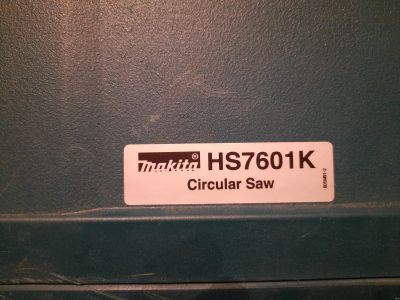 makita® HS7601K
Circular Saw